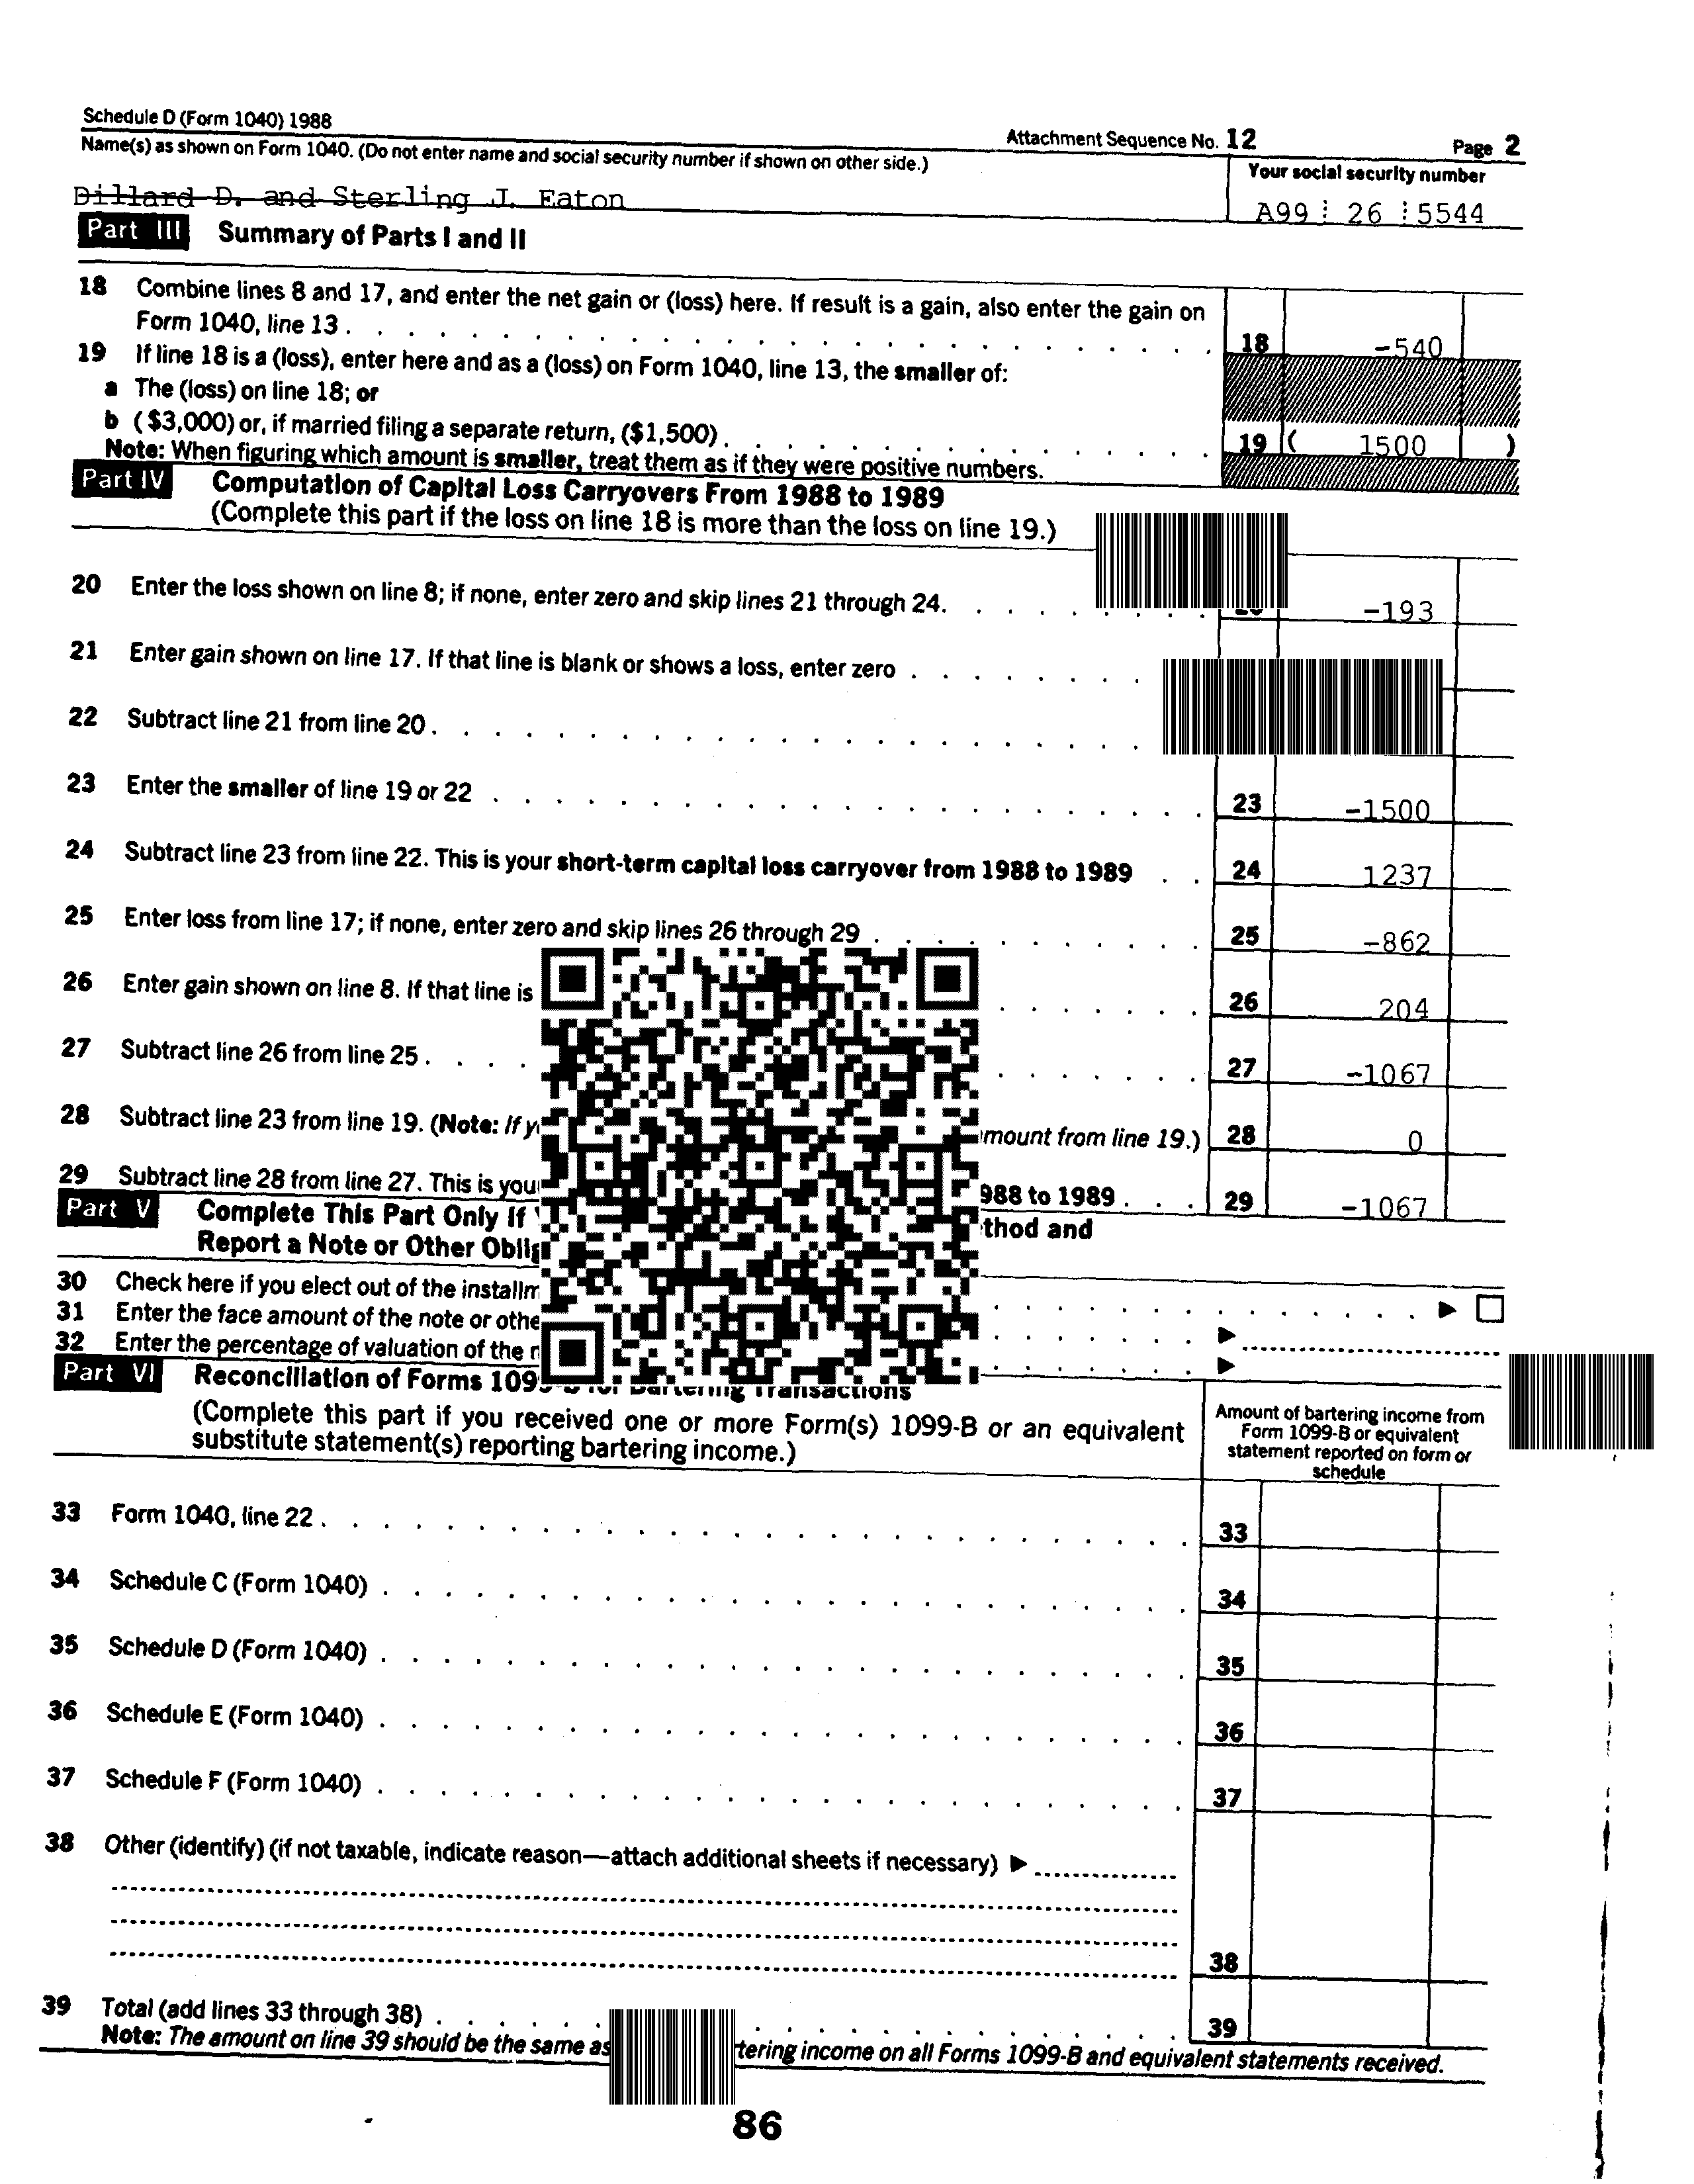 Schedule D (Form 1040) 1988
Attachment Sequence No. 12
Page 2
Name(s) as shown on Form 1040. (Do not enter name and social security number if shown on other side.)
Your social security number
Dillard D. and Sterling J. Eaton
A99 26 5544
Part III Summary of Parts I and II
18 Combine lines 8 and 17, and enter the net gain or (loss) here. If result is a gain, also enter the gain on
Form 1040, line 13 . . . 18 -540
19 If line 18 is a (loss), enter here and as a (loss) on Form 1040, line 13, the smaller of:
a The (loss) on line 18; or
b ($3,000) or, if married filing a separate return, ($1,500) . . . 19 ( 1500 )
Note: When figuring which amount is smaller, treat them as if they were positive numbers.
Part IV Computation of Capital Loss Carryovers From 1988 to 1989
(Complete this part if the loss on line 18 is more than the loss on line 19.)
20 Enter the loss shown on line 8; if none, enter zero and skip lines 21 through 24. . . . -193
21 Enter gain shown on line 17. If that line is blank or shows a loss, enter zero . . .
22 Subtract line 21 from line 20 . . .
23 Enter the smaller of line 19 or 22 . . . 23 -1500
24 Subtract line 23 from line 22. This is your short-term capital loss carryover from 1988 to 1989 . . 24 1237
25 Enter loss from line 17; if none, enter zero and skip lines 26 through 29 . . . 25 -862
26 Enter gain shown on line 8. If that line is . . . 26 204
27 Subtract line 26 from line 25 . . . 27 -1067
28 Subtract line 23 from line 19. (Note: If amount from line 19.) 28 0
29 Subtract line 28 from line 27. This is you 1988 to 1989 . . . 29 -1067
Part V Complete This Part Only If
Report a Note or Other
30 Check here if you elect out of the . . .
31 Enter the face amount of the note or . . .
32 Enter the percentage of valuation of the . . .
Part VI Reconciliation of Forms for Bartering Transactions
(Complete this part if you received one or more Form(s) 1099-B or an equivalent
substitute statement(s) reporting bartering income.)
Amount of bartering income from
Form 1099-B or equivalent
statement reported on form or
schedule
33 Form 1040, line 22 . . . 33
34 Schedule C (Form 1040) . . . 34
35 Schedule D (Form 1040) . . . 35
36 Schedule E (Form 1040) . . . 36
37 Schedule F (Form 1040) . . . 37
38 Other (identify) (if not taxable, indicate reason—attach additional sheets if necessary)
38
39 Total (add lines 33 through 38) . . . 39
Note: The amount on line 39 should be the same as income on all Forms 1099-B and equivalent statements received.
86